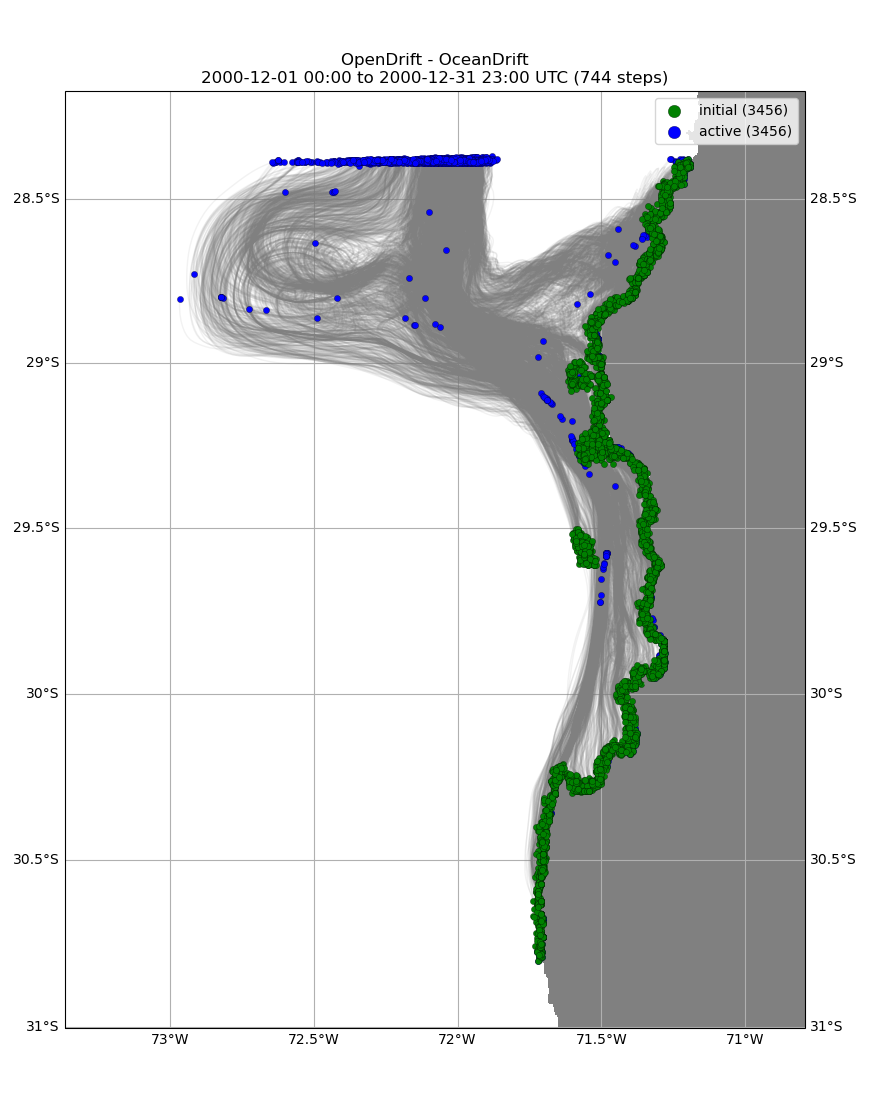 OpenDrift - OceanDrift
2000-12-01 00:00 to 2000-12-31 23:00 UTC (744 steps)
initial (3456)
active (3456)
28.5°S
28.5°S
29°S
29°S
29.5°S
29.5°S
30°S
30°S
30.5°S
30.5°S
31°S
31°S
73°W
72.5°W
72°W
71.5°W
71°W